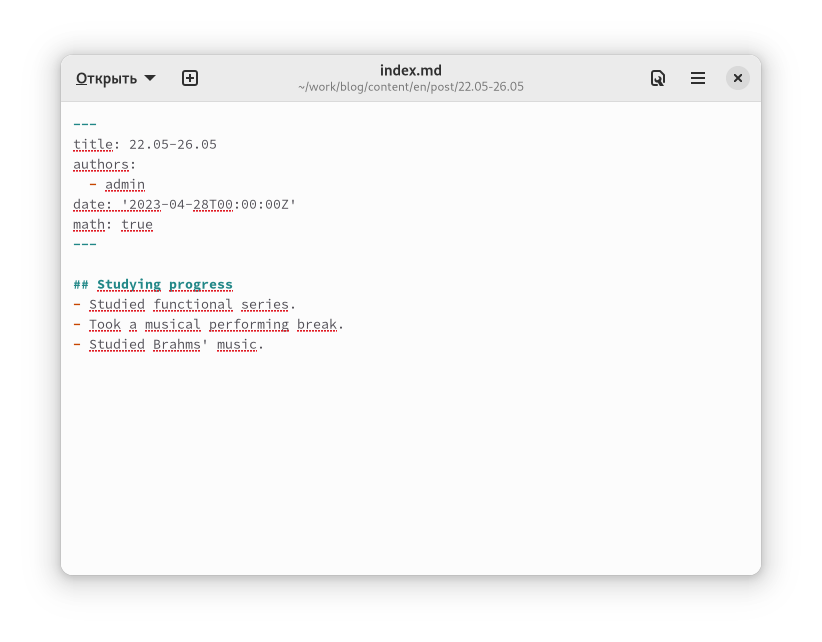 Открыть
index.md
~/work/blog/content/en/post/22.05-26.05
---
title: 22.05-26.05
authors:
  - admin
date: '2023-04-28T00:00:00Z'
math: true
---
## Studying progress
- Studied functional series.
- Took a musical performing break.
- Studied Brahms' music.